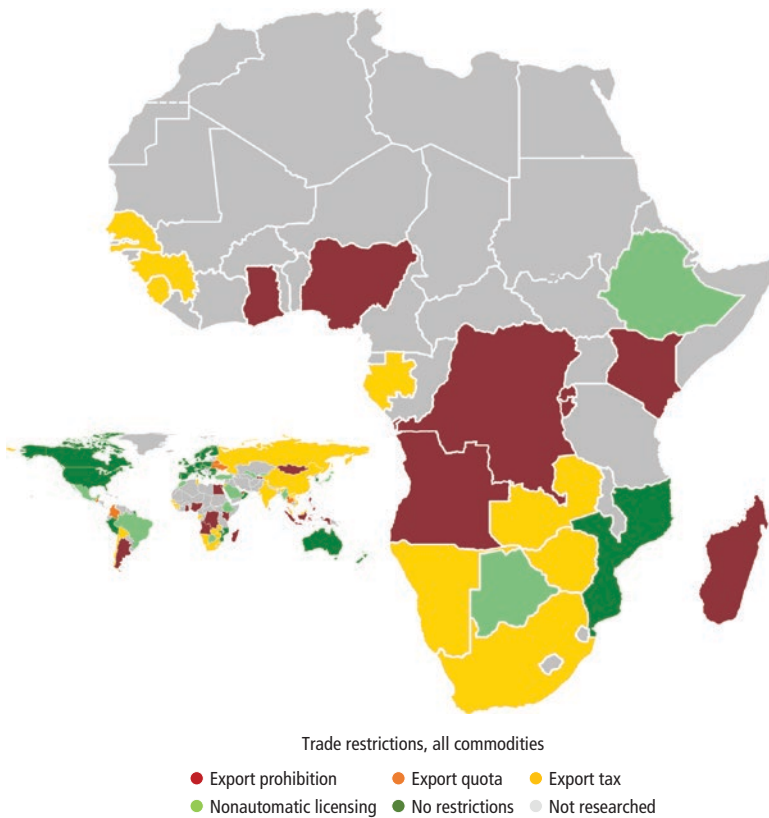 Trade restrictions, all commodities
Export prohibition Export quota Export tax
Nonautomatic licensing No restrictions Not researched